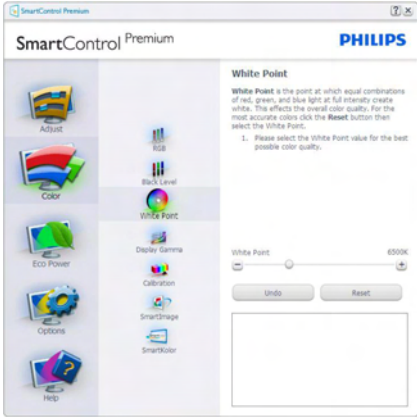 SmartControl Premium
SmartControl Premium
PHILIPS
Adjust
Color
Eco Power
Options
Help
RGB
Black Level
White Point
Display Gamma
Calibration
SmartImage
SmartKolor
White Point
White Point is the point at which equal combinations
of red, green, and blue light at full intensty create
white. This effects the overall color quality. For the
most accurate colors click the Reset button then
select the White Point.
1. Please select the White Point value for the best
possible color quality.
White Point 6500K
Undo Reset